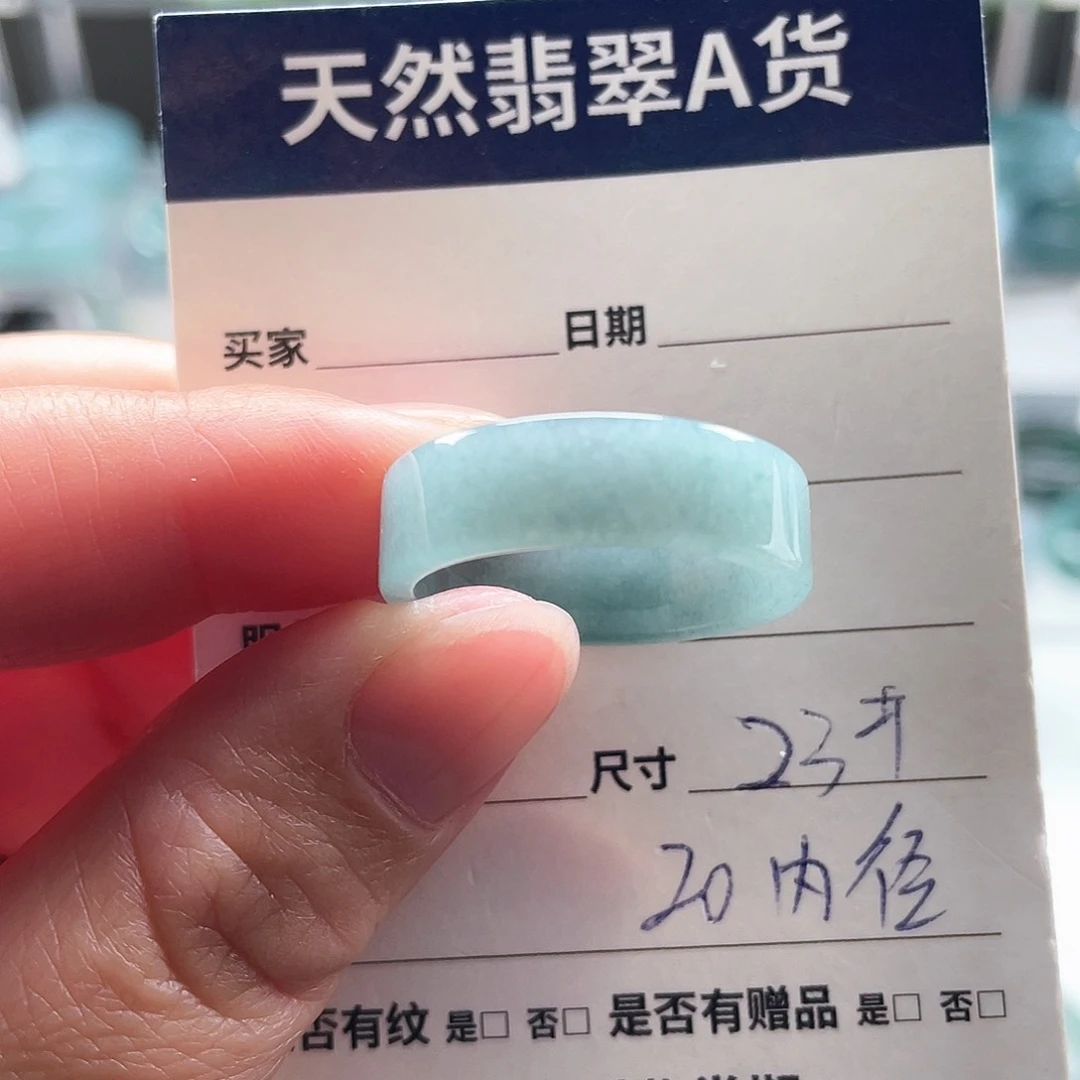 天然翡翠A货
买家 日期
尺寸 23#
20内径
否有纹 是□ 否□ 是否有赠品 是□ 否□